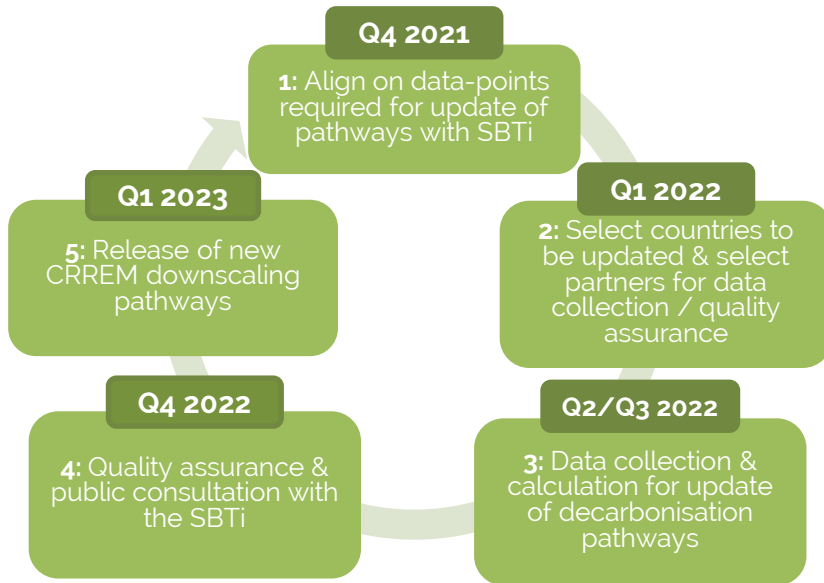 Q4 2021
1: Align on data-points
required for update of
pathways with SBTi
Q1 2022
2: Select countries to
be updated & select
partners for data
collection / quality
assurance
Q2/Q3 2022
3: Data collection &
calculation for update
of decarbonisation
pathways
Q4 2022
4: Quality assurance &
public consultation with
the SBTi
Q1 2023
5: Release of new
CRREM downscaling
pathways